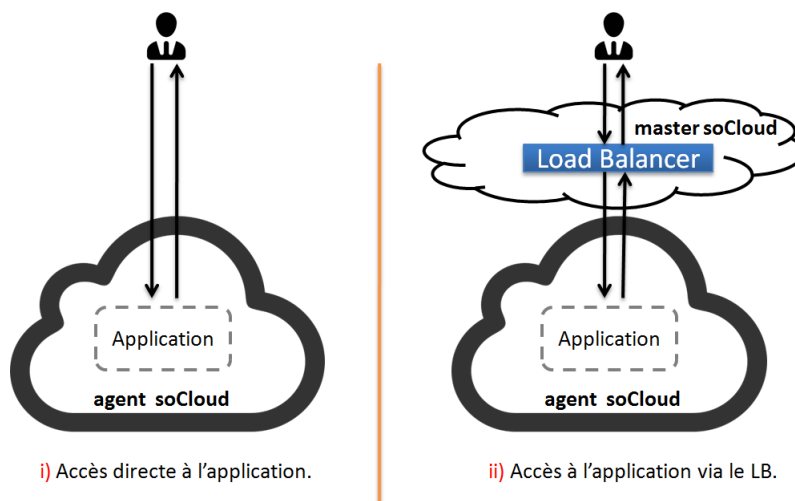 Application
agent soCloud
i) Accès directe à l'application.
master soCloud
Load Balancer
Application
agent soCloud
ii) Accès à l'application via le LB.